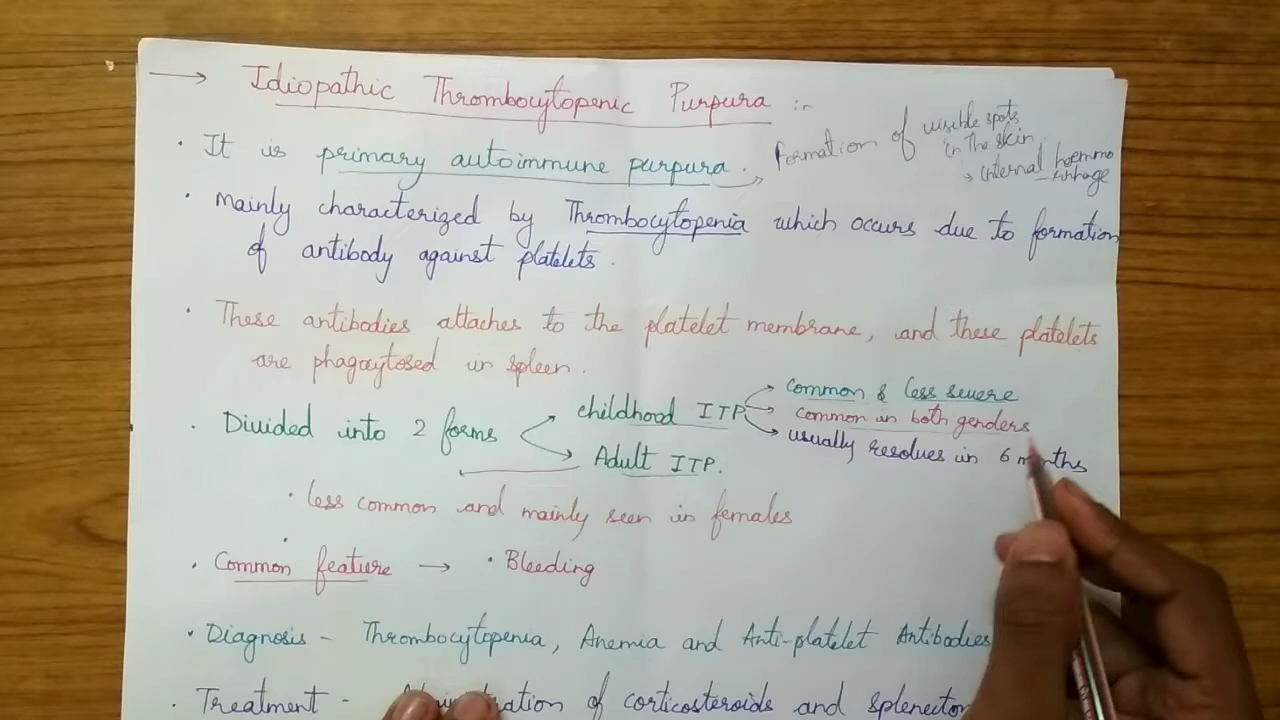 → Idiopathic Thrombocytopenic Purpura :-
• It is primary autoimmune purpura.
Formation of visible spots
in the skin
→ internal haemmo
rrhage
• Mainly characterized by Thrombocytopenia which occurs due to formation
of antibody against platelets.
• These antibodies attaches to the platelet membrane, and these platelets
are phagocytosed in spleen.
• Divided into 2 forms
childhood ITP
Adult ITP.
common & less severe
common in both genders
usually resolves in 6 months
• less common and mainly seen in females
• Common feature → • Bleeding
• Diagnosis - Thrombocytopenia, Anemia and Anti-platelet Antibodies
• Treatment - of corticosteroids and